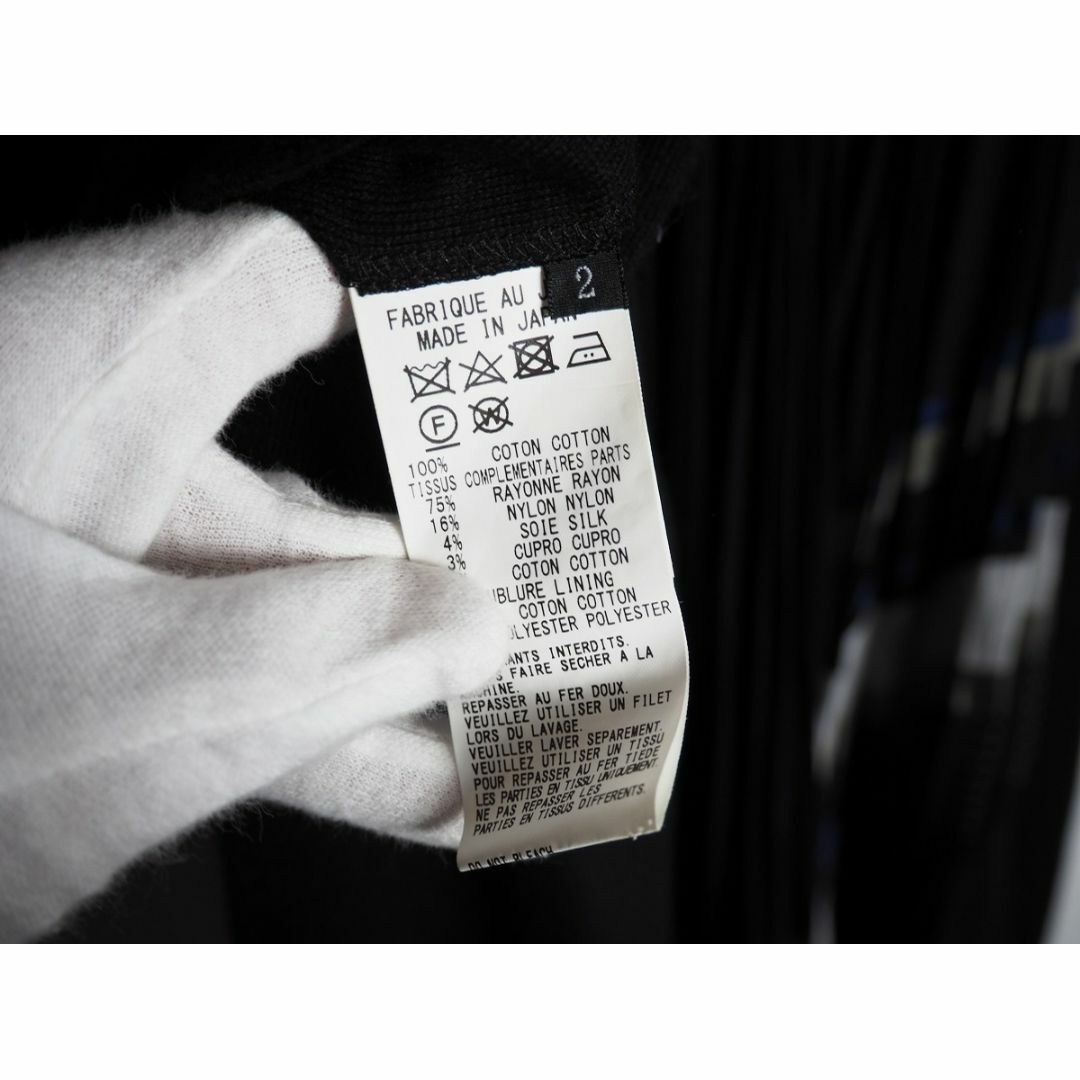 2
FABRIQUE AU
MADE IN JAPAN
F
W
100% COTON COTTON
TISSUS COMPLEMENTAIRES PARTS
75% RAYONNE RAYON
16% NYLON NYLON
4% SOIE SILK
3% CUPRO CUPRO
COTON COTTON
LINING
COTON COTTON
POLYESTER
INTERDITS.
FAIRE SECHER A LA
REPASSER AU FER DOUX.
VEUILLEZ UTILISER UN FILET
LORS DU LAVAGE.
VEUILLER LAVER SEPAREMENT.
VEUILLEZ UTILISER UN TISSU
POUR REPASSER AU FER TIEDE
LES PARTIES EN TISSU UNIQUEMENT.
NE PAS REPASSER LES
PARTIES EN TISSUS DIFFERENTS.
DO NOT BLEACH